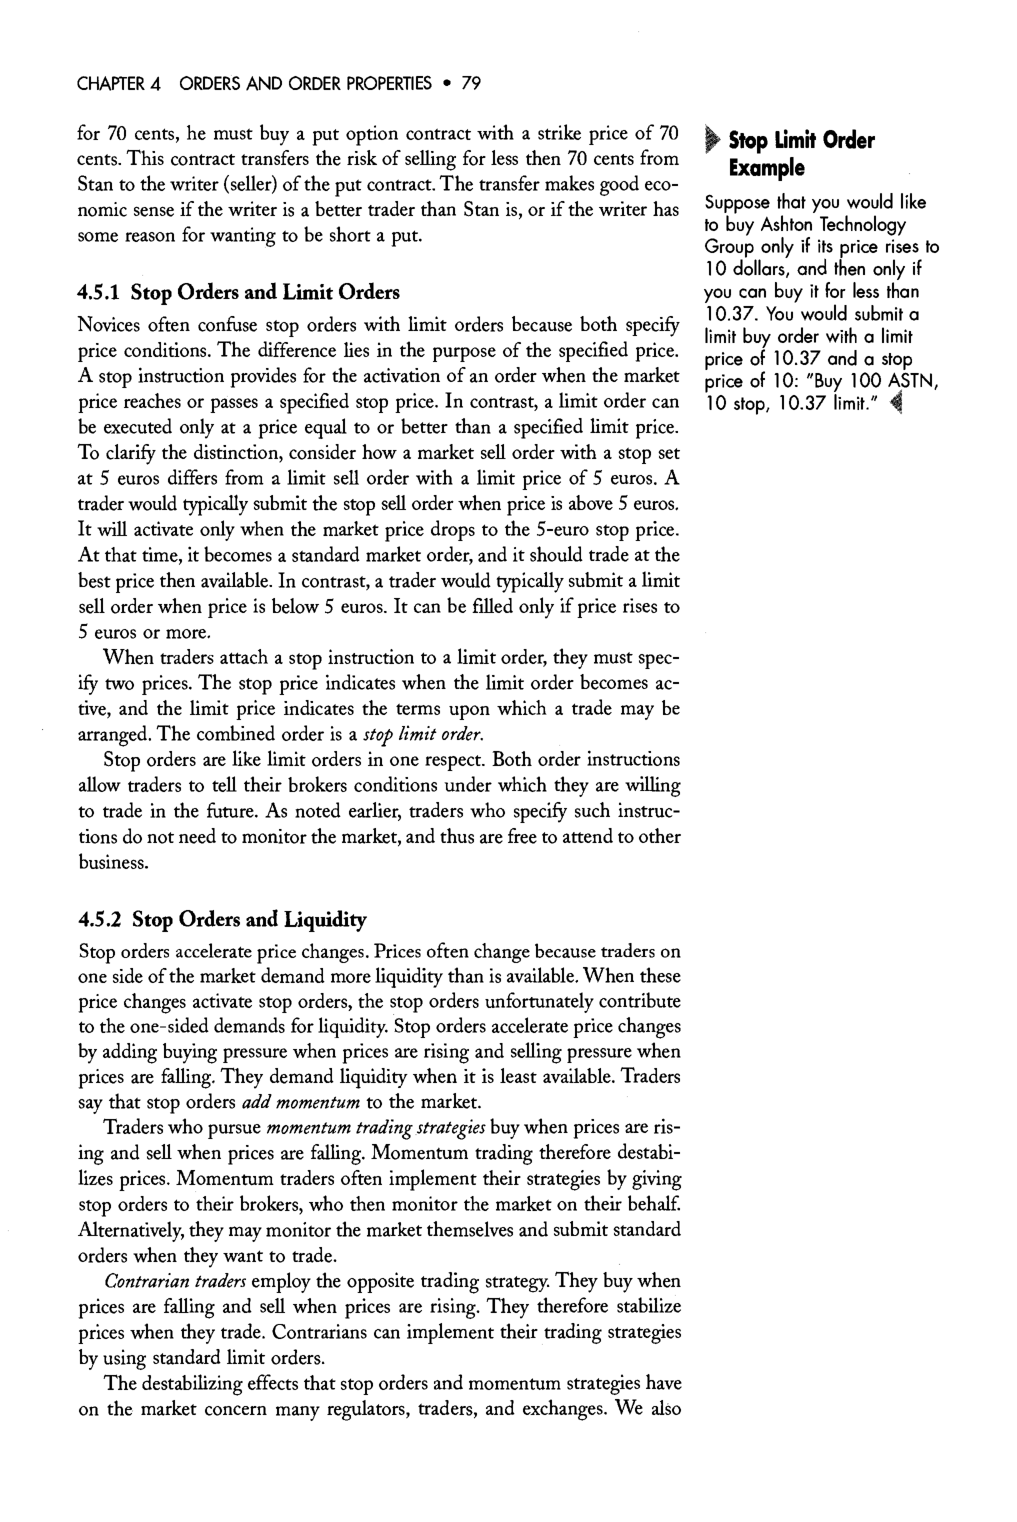 CHAPTER 4 ORDERS AND ORDER PROPERTIES • 79
for 70 cents, he must buy a put option contract with a strike price of 70
cents. This contract transfers the risk of selling for less then 70 cents from
Stan to the writer (seller) of the put contract. The transfer makes good eco-
nomic sense if the writer is a better trader than Stan is, or if the writer has
some reason for wanting to be short a put.
4.5.1 Stop Orders and Limit Orders
Novices often confuse stop orders with limit orders because both specify
price conditions. The difference lies in the purpose of the specified price.
A stop instruction provides for the activation of an order when the market
price reaches or passes a specified stop price. In contrast, a limit order can
be executed only at a price equal to or better than a specified limit price.
To clarify the distinction, consider how a market sell order with a stop set
at 5 euros differs from a limit sell order with a limit price of 5 euros. A
trader would typically submit the stop sell order when price is above 5 euros.
It will activate only when the market price drops to the 5-euro stop price.
At that time, it becomes a standard market order, and it should trade at the
best price then available. In contrast, a trader would typically submit a limit
sell order when price is below 5 euros. It can be filled only if price rises to
5 euros or more.
When traders attach a stop instruction to a limit order, they must spec-
ify two prices. The stop price indicates when the limit order becomes ac-
tive, and the limit price indicates the terms upon which a trade may be
arranged. The combined order is a stop limit order.
Stop orders are like limit orders in one respect. Both order instructions
allow traders to tell their brokers conditions under which they are willing
to trade in the future. As noted earlier, traders who specify such instruc-
tions do not need to monitor the market, and thus are free to attend to other
business.
4.5.2 Stop Orders and Liquidity
Stop orders accelerate price changes. Prices often change because traders on
one side of the market demand more liquidity than is available. When these
price changes activate stop orders, the stop orders unfortunately contribute
to the one-sided demands for liquidity. Stop orders accelerate price changes
by adding buying pressure when prices are rising and selling pressure when
prices are falling. They demand liquidity when it is least available. Traders
say that stop orders add momentum to the market.
Traders who pursue momentum trading strategies buy when prices are ris-
ing and sell when prices are falling. Momentum trading therefore destabi-
lizes prices. Momentum traders often implement their strategies by giving
stop orders to their brokers, who then monitor the market on their behalf.
Alternatively, they may monitor the market themselves and submit standard
orders when they want to trade.
Contrarian traders employ the opposite trading strategy. They buy when
prices are falling and sell when prices are rising. They therefore stabilize
prices when they trade. Contrarians can implement their trading strategies
by using standard limit orders.
The destabilizing effects that stop orders and momentum strategies have
on the market concern many regulators, traders, and exchanges. We also
Stop Limit Order
Example
Suppose that you would like
to buy Ashton Technology
Group only if its price rises to
10 dollars, and then only if
you can buy it for less than
10.37. You would submit a
limit buy order with a limit
price of 10.37 and a stop
price of 10: "Buy 100 ASTN,
10 stop, 10.37 limit."